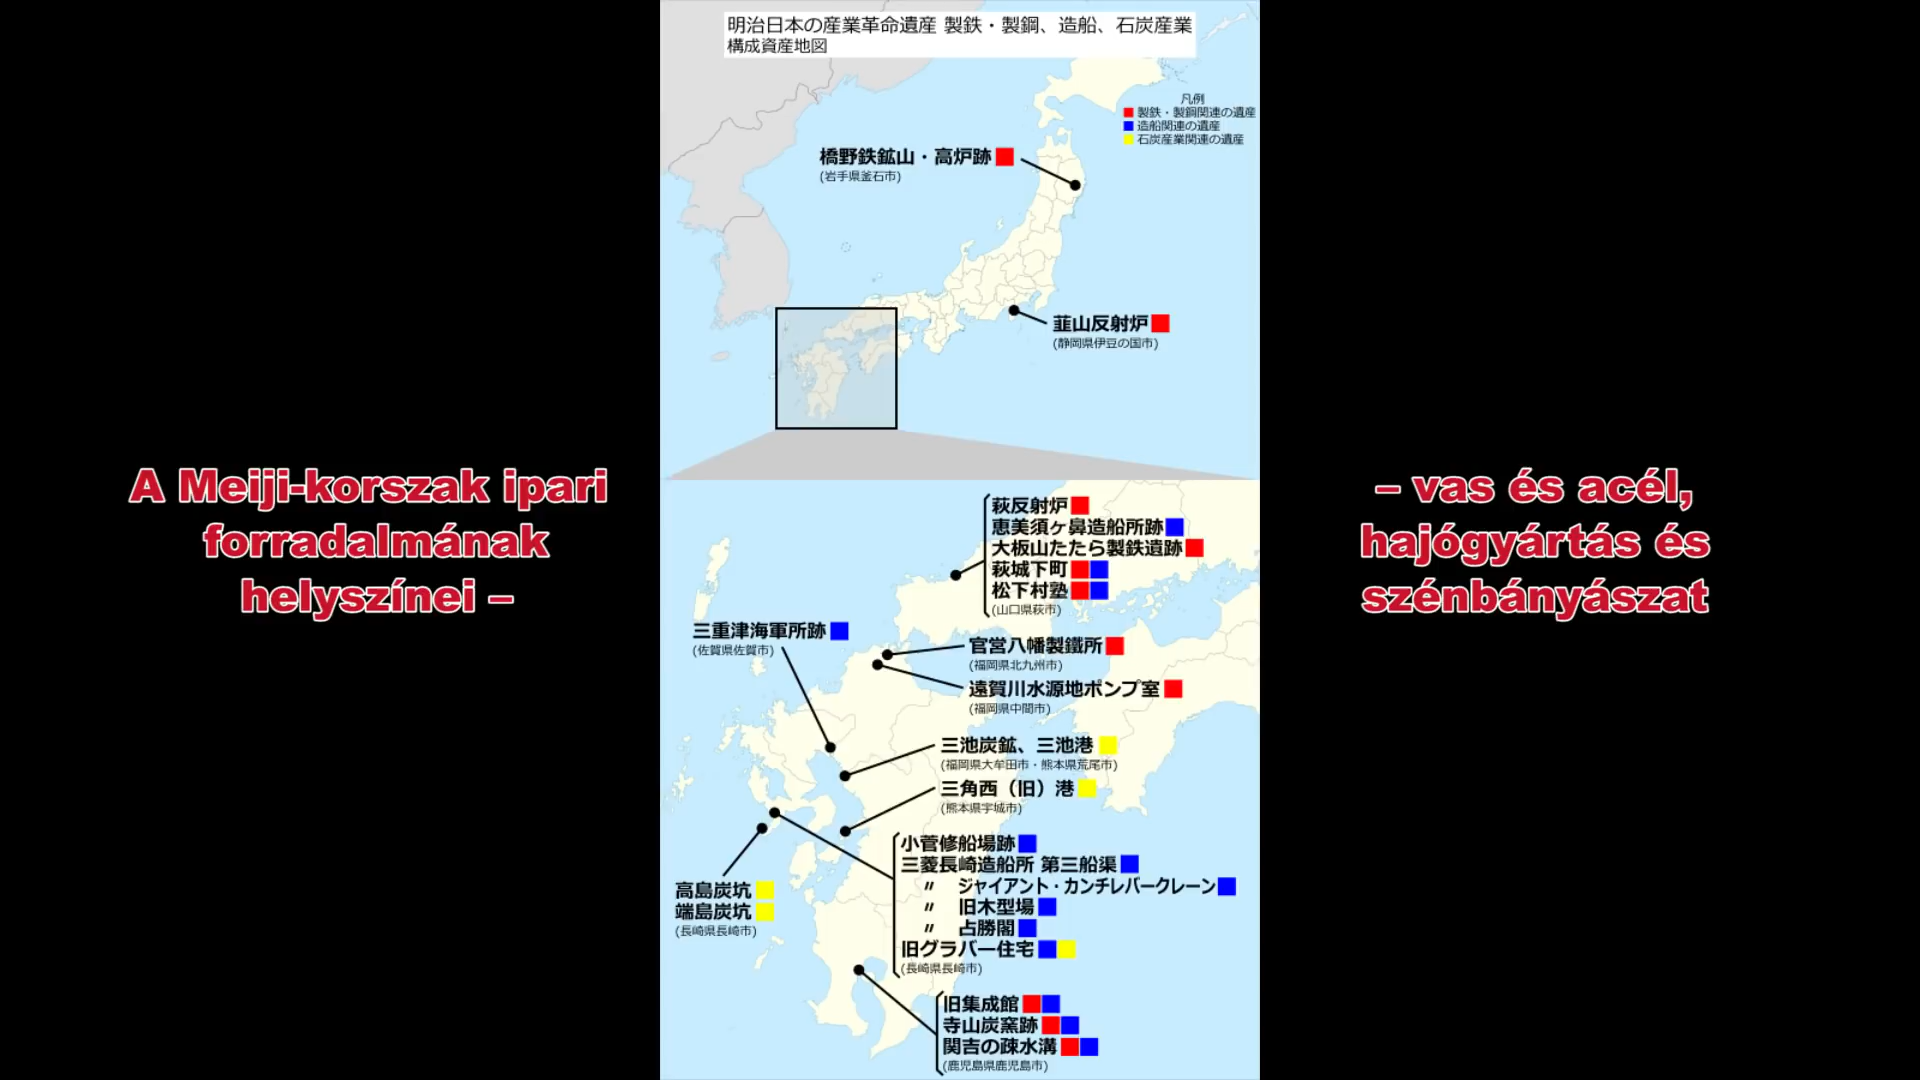 明治日本の産業革命遺産 製鉄・製鋼、造船、石炭産業
構成資産地図
凡例
製鉄・製鋼関連の遺産
造船関連の遺産
石炭産業関連の遺産
橋野鉄鉱山・高炉跡
(岩手県釜石市)
韮山反射炉
(静岡県伊豆の国市)
A Meiji-korszak ipari
forradalmának
helyszínei –
– vas és acél,
hajógyártás és
szénbányászat
萩反射炉
恵美須ヶ鼻造船所跡
大板山たたら製鉄遺跡
萩城下町
松下村塾
(山口県萩市)
三重津海軍所跡
(佐賀県佐賀市)
官営八幡製鐵所
(福岡県北九州市)
遠賀川水源地ポンプ室
(福岡県中間市)
三池炭鉱、三池港
(福岡県大牟田市・熊本県荒尾市)
三角西（旧）港
(熊本県宇城市)
小菅修船場跡
三菱長崎造船所 第三船渠
〃 ジャイアント・カンチレバークレーン
〃 旧木型場
〃 占勝閣
旧グラバー住宅
(長崎県長崎市)
高島炭坑
端島炭坑
(長崎県長崎市)
旧集成館
寺山炭窯跡
関吉の疎水溝
(鹿児島県鹿児島市)